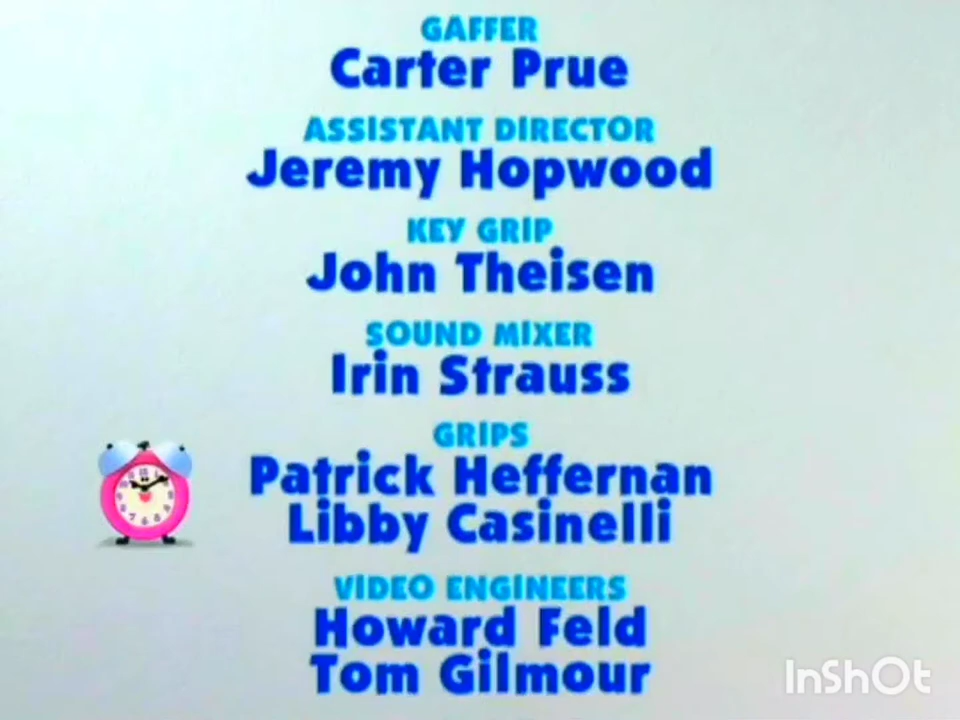 GAFFER
Carter Prue
ASSISTANT DIRECTOR
Jeremy Hopwood
KEY GRIP
John Theisen
SOUND MIXER
Irin Strauss
GRIPS
Patrick Heffernan
Libby Casinelli
VIDEO ENGINEERS
Howard Feld
Tom Gilmour
InShOt